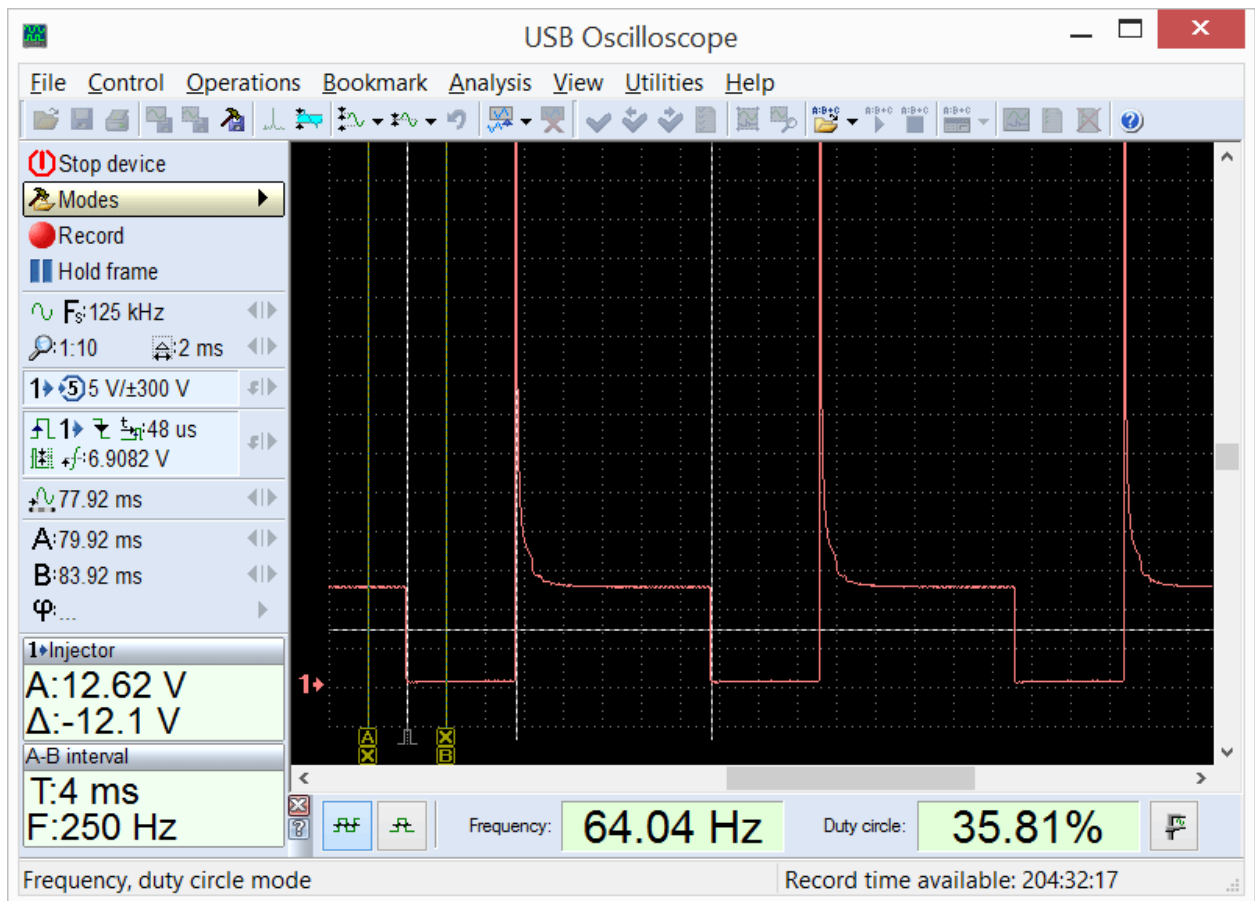 USB Oscilloscope
File Control Operations Bookmark Analysis View Utilities Help
A:B+C A:B+C A:B+C A:B+C
Stop device
Modes
Record
Hold frame
Fs:125 kHz
:1:10 :2 ms
1 5 5 V/±300 V
1 t:48 us
f:6.9082 V
:77.92 ms
A:79.92 ms
B:83.92 ms
φ:...
1 Injector
A:12.62 V
Δ:-12.1 V
A-B interval
T:4 ms
F:250 Hz
1
A X
X B
Frequency: 64.04 Hz Duty circle: 35.81%
Frequency, duty circle mode Record time available: 204:32:17